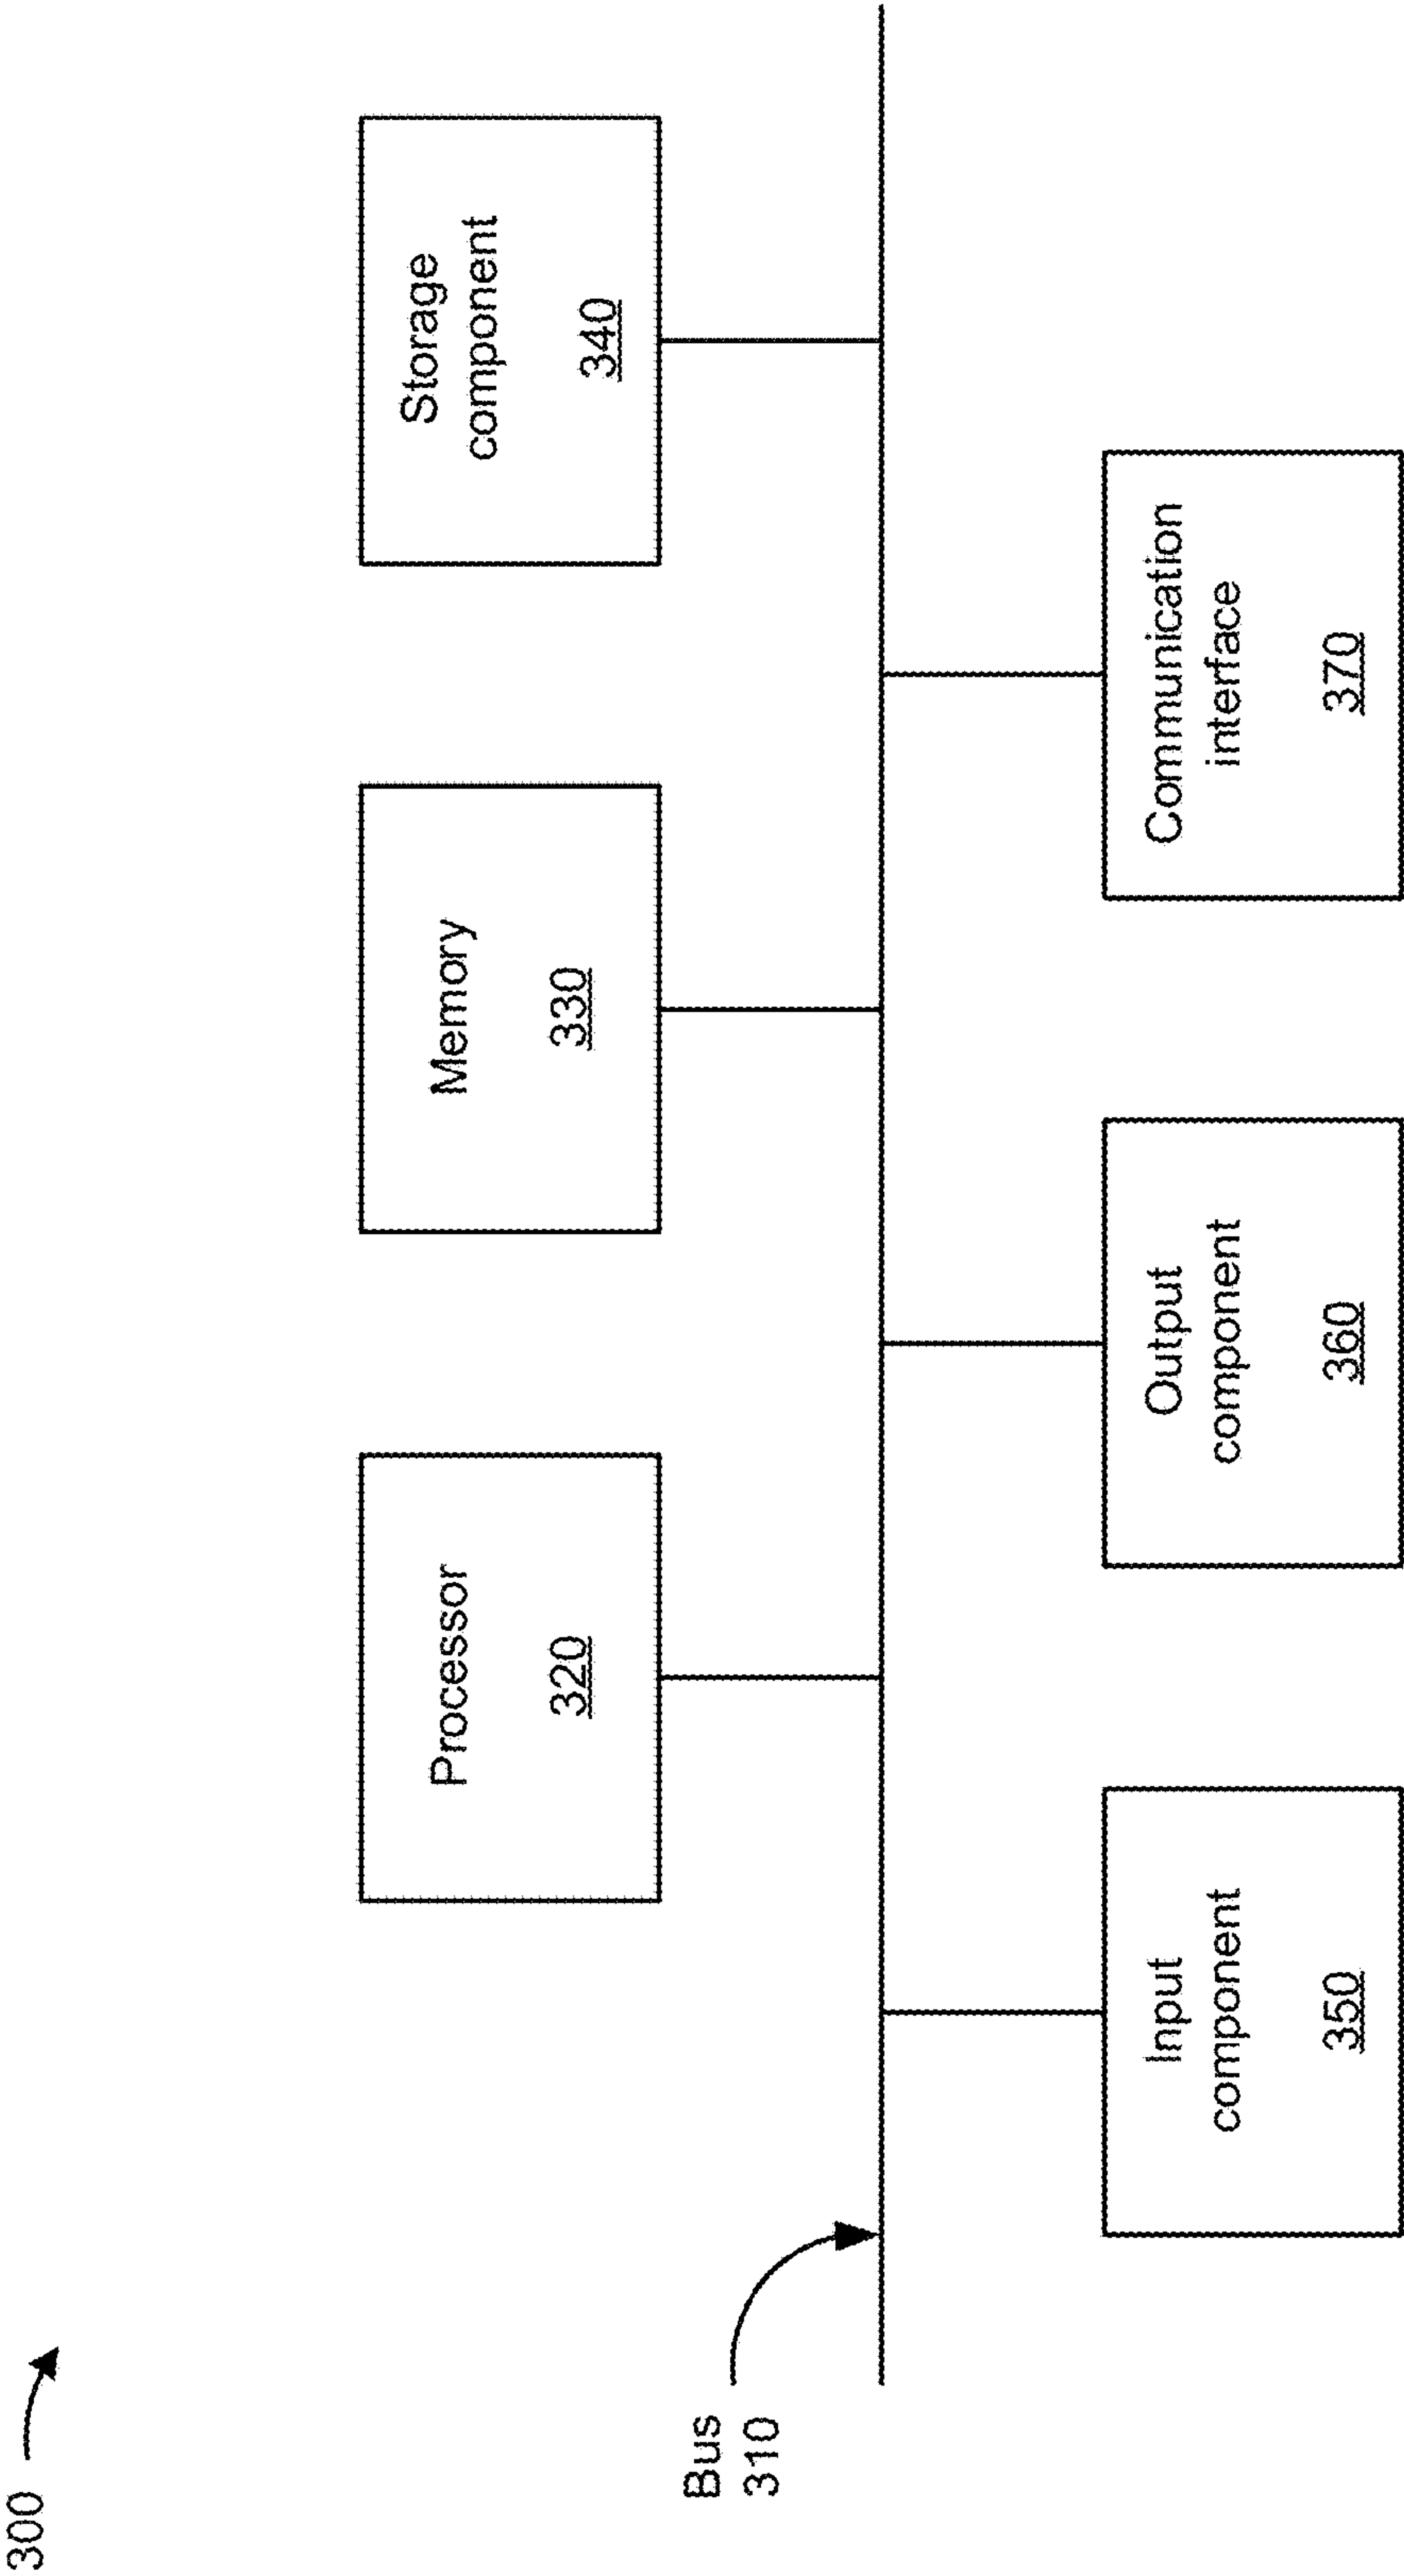 300
Processor
320
Memory
330
Storage
component
340
Bus
310
Input
component
350
Output
component
360
Communication
interface
370